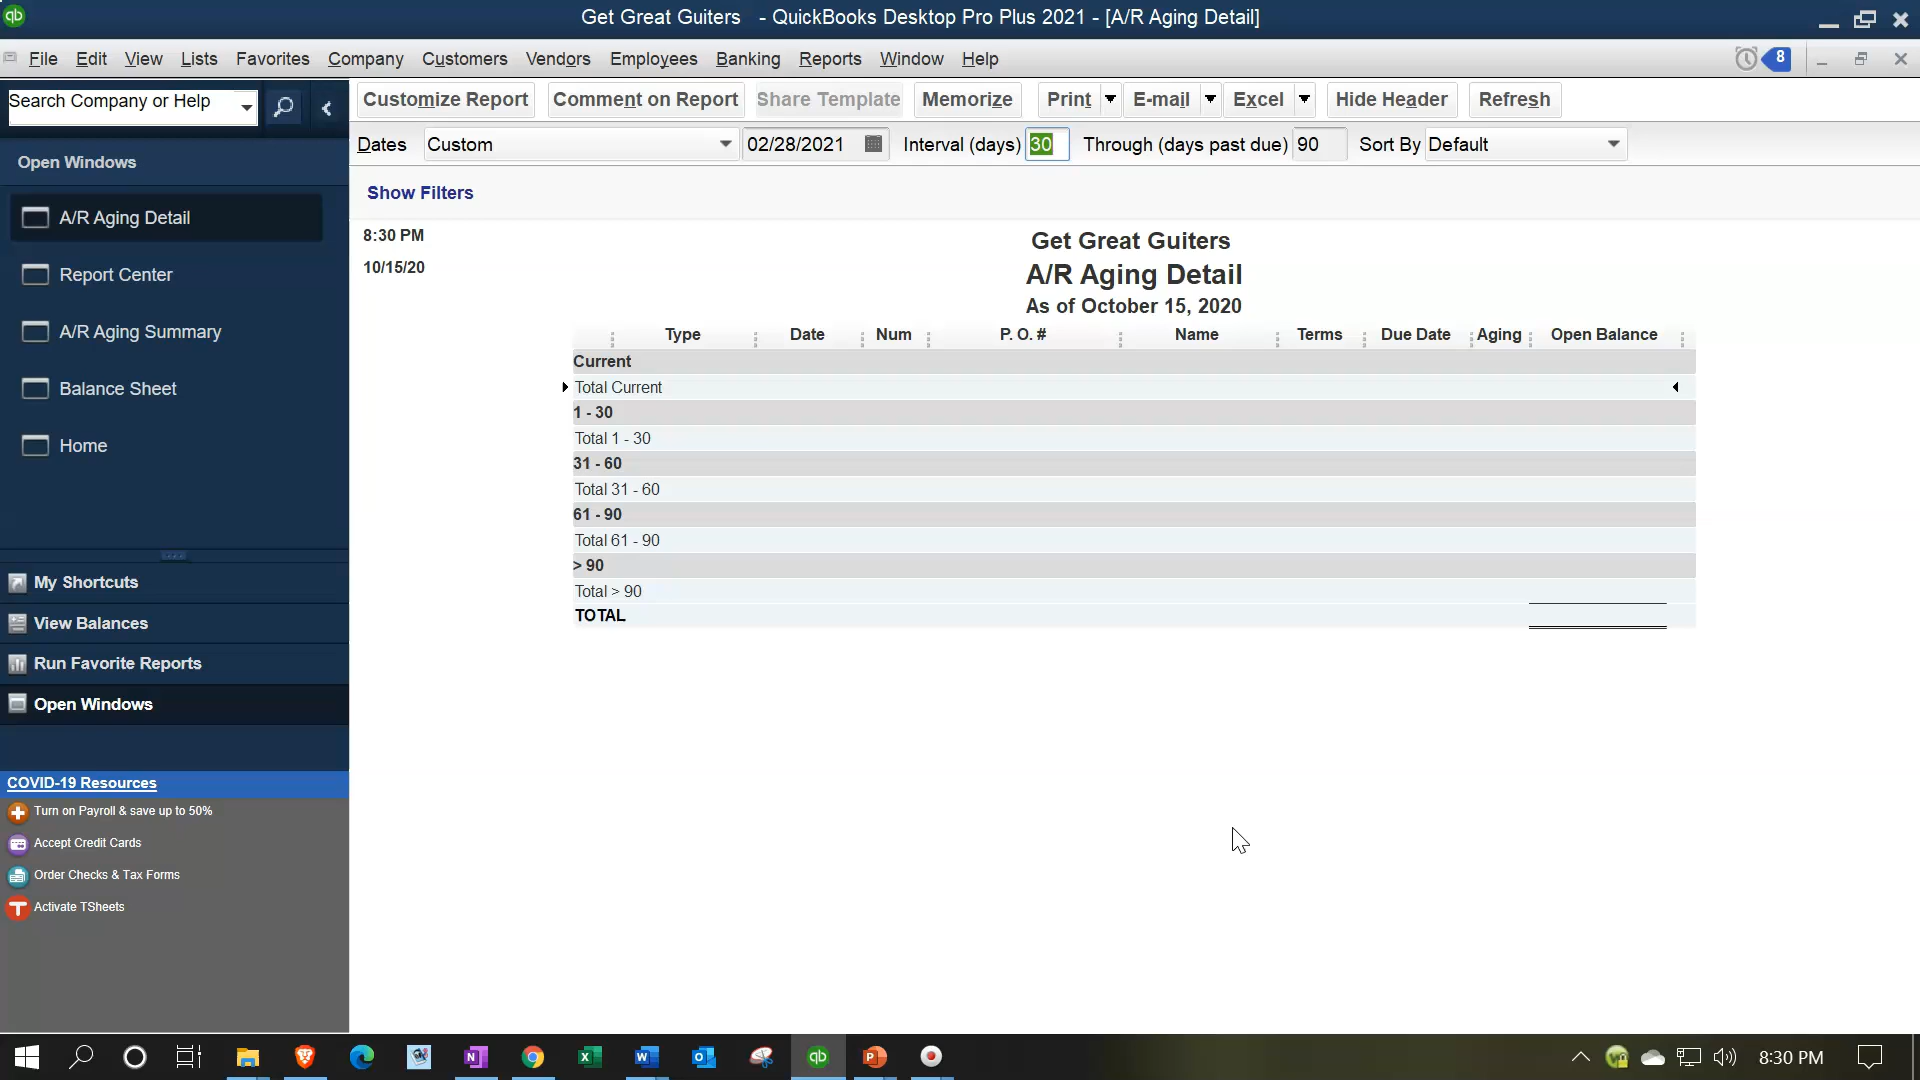 qb Get Great Guiters - QuickBooks Desktop Pro Plus 2021 - [A/R Aging Detail]
File Edit View Lists Favorites Company Customers Vendors Employees Banking Reports Window Help 8
Search Company or Help
Customize Report Comment on Report Share Template Memorize Print E-mail Excel Hide Header Refresh
Dates Custom 02/28/2021 Interval (days) 30 Through (days past due) 90 Sort By Default
Open Windows
A/R Aging Detail
Report Center
A/R Aging Summary
Balance Sheet
Home
My Shortcuts
View Balances
Run Favorite Reports
Open Windows
COVID-19 Resources
Turn on Payroll & save up to 50%
Accept Credit Cards
Order Checks & Tax Forms
Activate TSheets
Show Filters
8:30 PM
10/15/20
Get Great Guiters
A/R Aging Detail
As of October 15, 2020
Type Date Num P. O. # Name Terms Due Date Aging Open Balance
Current
Total Current
1 - 30
Total 1 - 30
31 - 60
Total 31 - 60
61 - 90
Total 61 - 90
> 90
Total > 90
TOTAL
8:30 PM